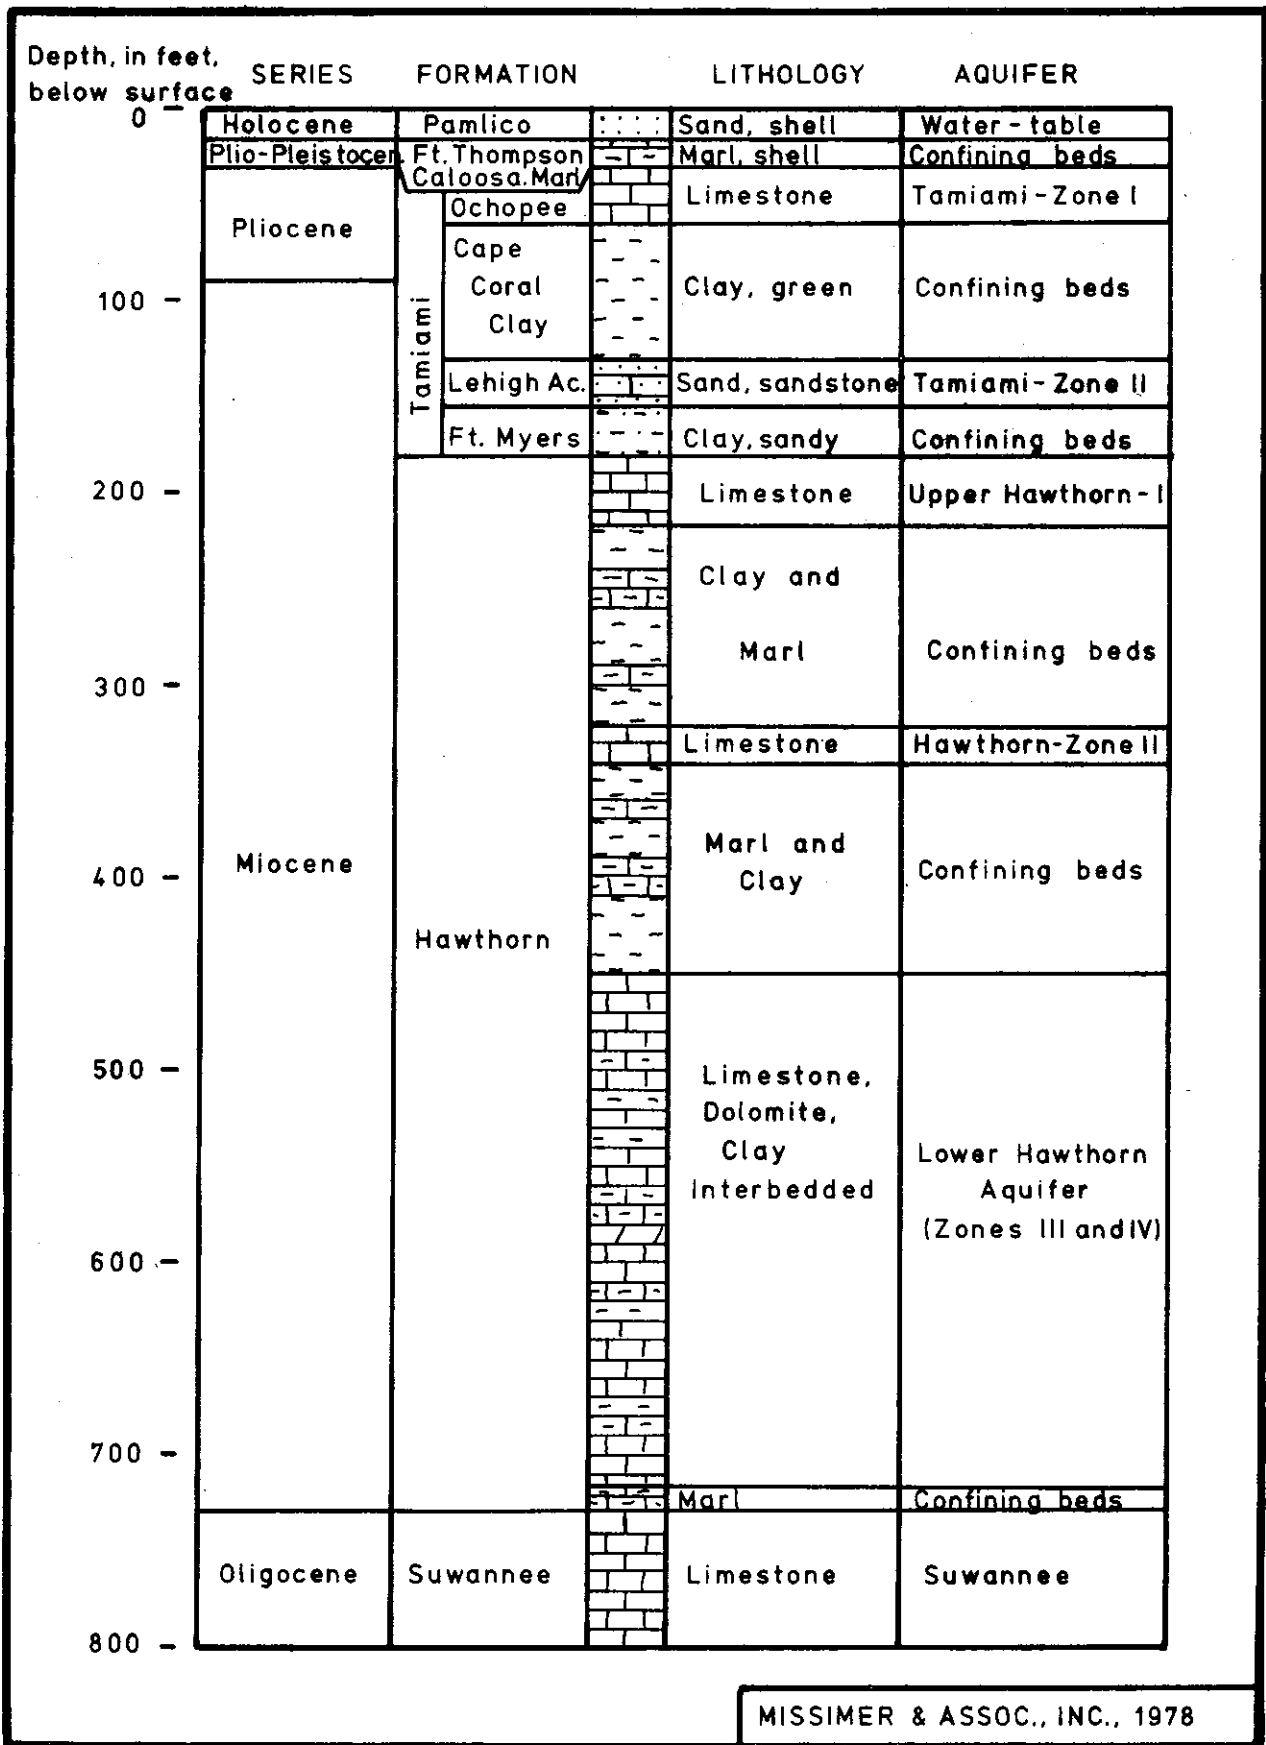 Depth, in feet,
below surface
SERIES FORMATION LITHOLOGY AQUIFER
0
Holocene Pamlico Sand, shell Water-table
Plio-Pleistocen. Ft. Thompson Marl, shell Confining beds
Caloosa. Marl
Limestone Tamiami-Zone I
Ochopee
Pliocene
Cape
Coral
Clay
Clay, green Confining beds
100
Tamiami
Lehigh Ac. Sand, sandstone Tamiami-Zone II
Ft. Myers Clay, sandy Confining beds
200
Limestone Upper Hawthorn-I
Clay and
Marl
Confining beds
300
Limestone Hawthorn-Zone II
Miocene
Marl and
Clay
Confining beds
400
Hawthorn
500
Limestone,
Dolomite,
Clay
Interbedded
Lower Hawthorn
Aquifer
(Zones III and IV)
600
700
Marl Confining beds
Oligocene Suwannee Limestone Suwannee
800
MISSIMER & ASSOC., INC., 1978